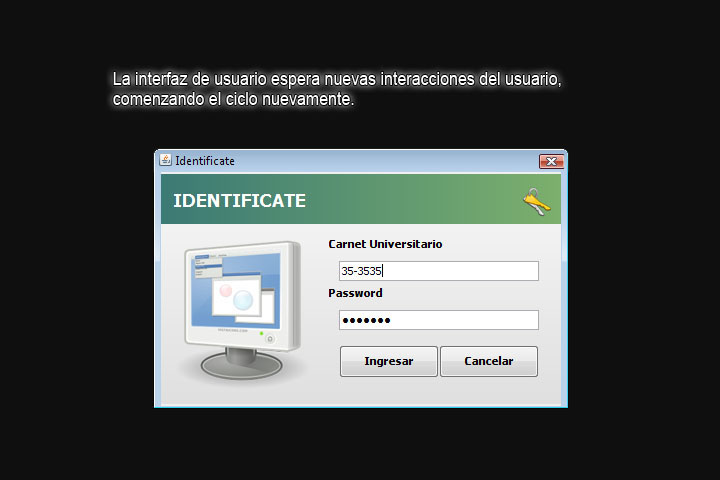 La interfaz de usuario espera nuevas interacciones del usuario,
comenzando el ciclo nuevamente.
Identificate
IDENTIFICATE
Carnet Universitario
35-3535
Password
●●●●●●●
Ingresar
Cancelar